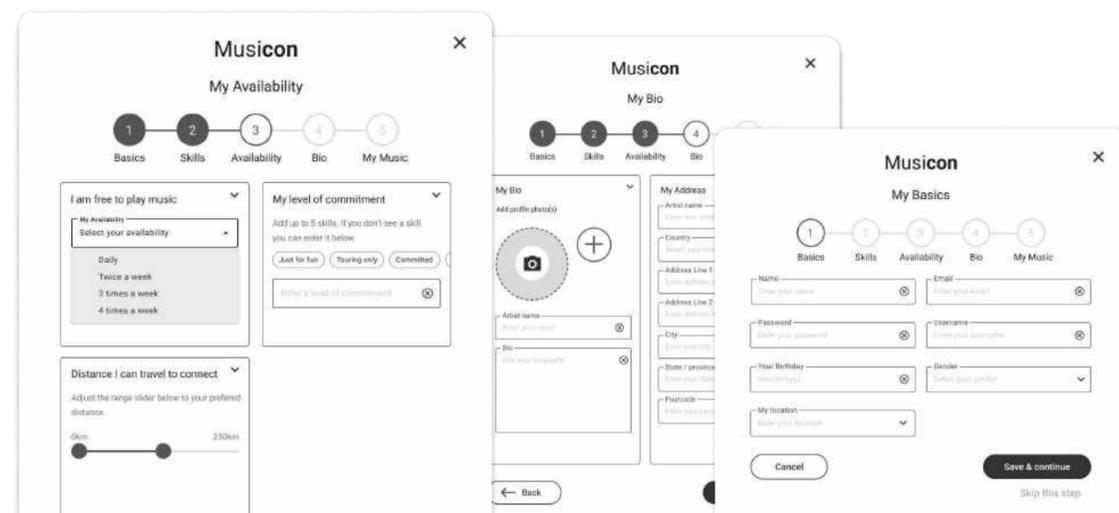 Musicon
My Availability
1 2 3 4 5
Basics Skills Availability Bio My Music
I am free to play music
My Availability
Select your availability
Daily
Twice a week
3 times a week
4 times a week
My level of commitment
Add up to 5 skills. If you don't see a skill
you can enter it below
Just for fun Touring only Committed
Enter a level of commitment
Distance I can travel to connect
Adjust the range slider below to your prefered
distance.
0km 250km
Musicon
My Bio
1 2 3 4
Basics Skills Availability Bio
My Bio
Add profile photo(s)
Artist name
Enter your name
Bio
Add your biography
My Address
Artist name
Country
Address Line 1
Address Line 2
City
State / province
Postcode
Back
Musicon
My Basics
1 2 3 4 5
Basics Skills Availability Bio My Music
Name
Enter your name
Email
Enter your email
Password
Enter your password
Username
Enter your username
Your Birthday
mm/dd/yyyy
Gender
Select your gender
My location
Enter your location
Cancel
Save & continue
Skip this step